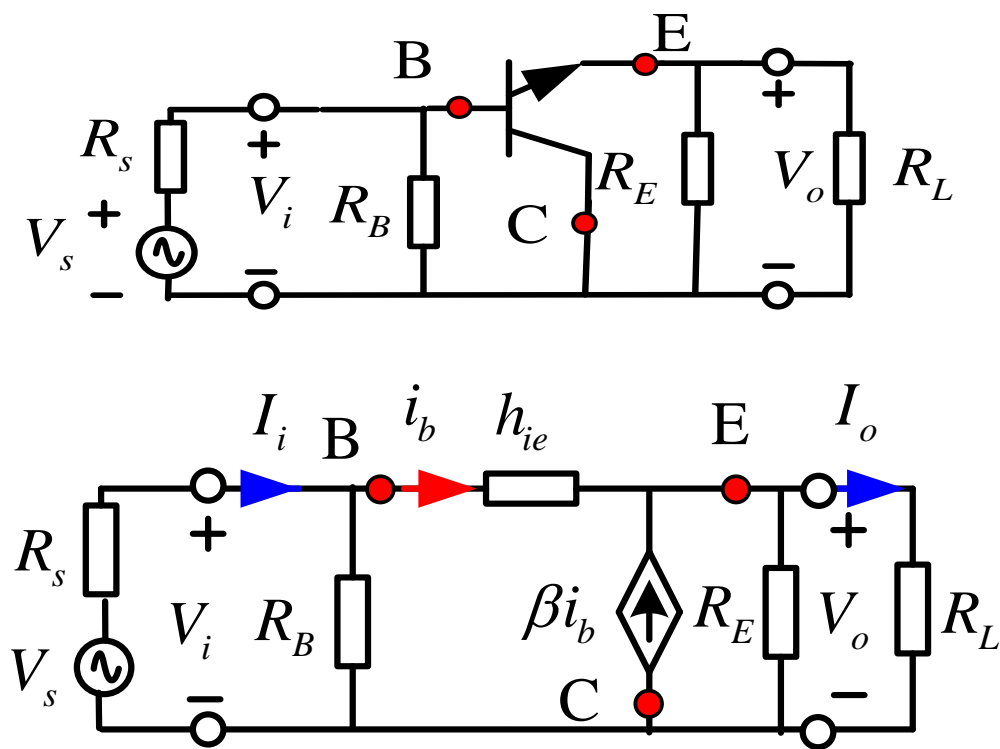 B E
R_s + V_i R_B C R_E + V_o R_L
+ V_s − − −
I_i B i_b h_ie E I_o
R_s + V_i R_B βi_b R_E + V_o R_L
V_s − C −